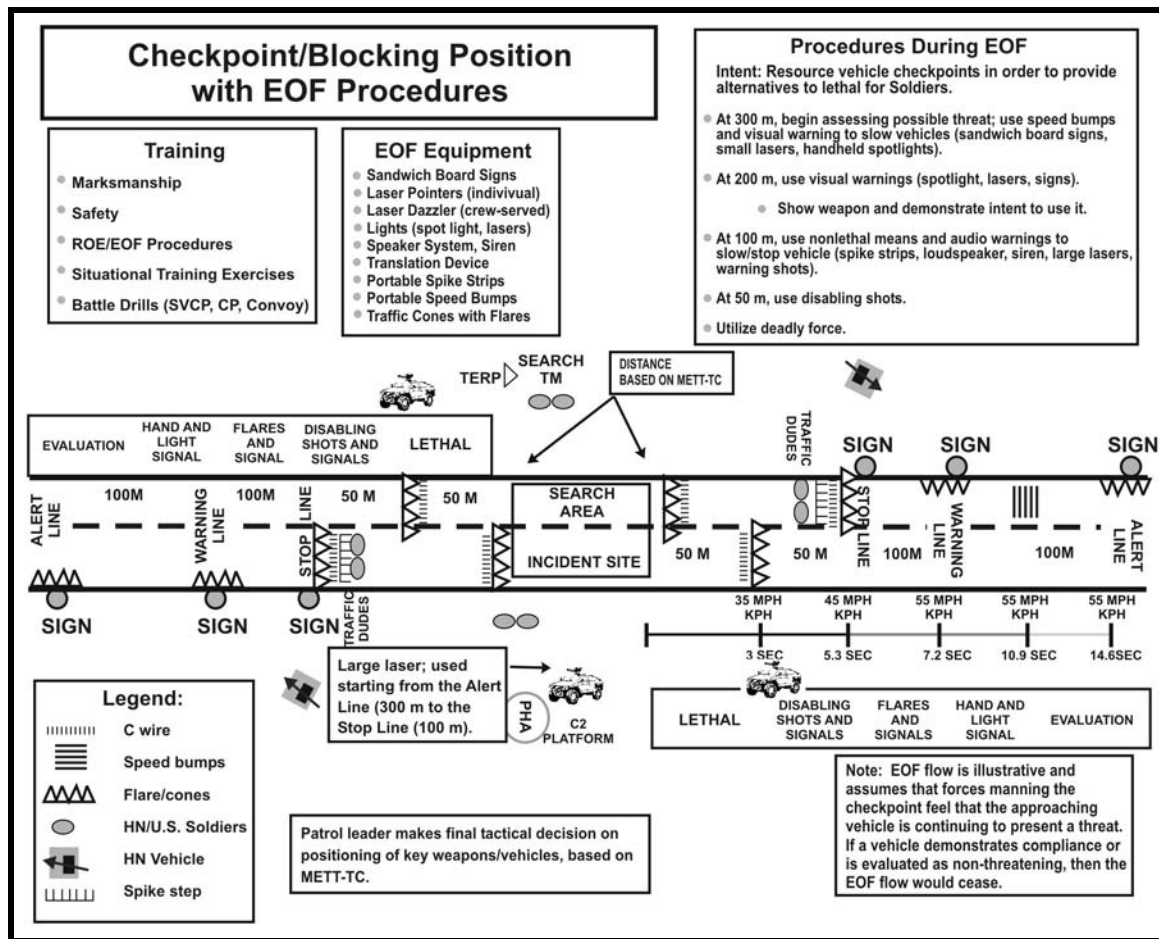 Checkpoint/Blocking Position
with EOF Procedures
Training
Marksmanship
Safety
ROE/EOF Procedures
Situational Training Exercises
Battle Drills (SVCP, CP, Convoy)
EOF Equipment
Sandwich Board Signs
Laser Pointers (indivivual)
Laser Dazzler (crew-served)
Lights (spot light, lasers)
Speaker System, Siren
Translation Device
Portable Spike Strips
Portable Speed Bumps
Traffic Cones with Flares
Procedures During EOF
Intent: Resource vehicle checkpoints in order to provide
alternatives to lethal for Soldiers.
At 300 m, begin assessing possible threat; use speed bumps
and visual warning to slow vehicles (sandwich board signs,
small lasers, handheld spotlights).
At 200 m, use visual warnings (spotlight, lasers, signs).
Show weapon and demonstrate intent to use it.
At 100 m, use nonlethal means and audio warnings to
slow/stop vehicle (spike strips, loudspeaker, siren, large lasers,
warning shots).
At 50 m, use disabling shots.
Utilize deadly force.
TERP
SEARCH
TM
DISTANCE
BASED ON METT-TC
EVALUATION
HAND AND
LIGHT
SIGNAL
FLARES
AND
SIGNAL
DISABLING
SHOTS AND
SIGNALS
LETHAL
TRAFFIC
DUDES
SIGN
SIGN
SIGN
ALERT
LINE
100M
WARNING
LINE
100M
STOP LINE
50 M
50 M
SEARCH
AREA
INCIDENT SITE
50 M
50 M
STOP LINE
100M
WARNING
LINE
100M
ALERT
LINE
SIGN
SIGN
SIGN
TRAFFIC
DUDES
35 MPH
KPH
45 MPH
KPH
55 MPH
KPH
55 MPH
KPH
55 MPH
KPH
3 SEC
5.3 SEC
7.2 SEC
10.9 SEC
14.6SEC
Large laser; used
starting from the Alert
Line (300 m to the
Stop Line (100 m).
PHA
C2
PLATFORM
LETHAL
DISABLING
SHOTS AND
SIGNALS
FLARES
AND
SIGNALS
HAND AND
LIGHT
SIGNAL
EVALUATION
Legend:
C wire
Speed bumps
Flare/cones
HN/U.S. Soldiers
HN Vehicle
Spike step
Patrol leader makes final tactical decision on
positioning of key weapons/vehicles, based on
METT-TC.
Note: EOF flow is illustrative and
assumes that forces manning the
checkpoint feel that the approaching
vehicle is continuing to present a threat.
If a vehicle demonstrates compliance or
is evaluated as non-threatening, then the
EOF flow would cease.